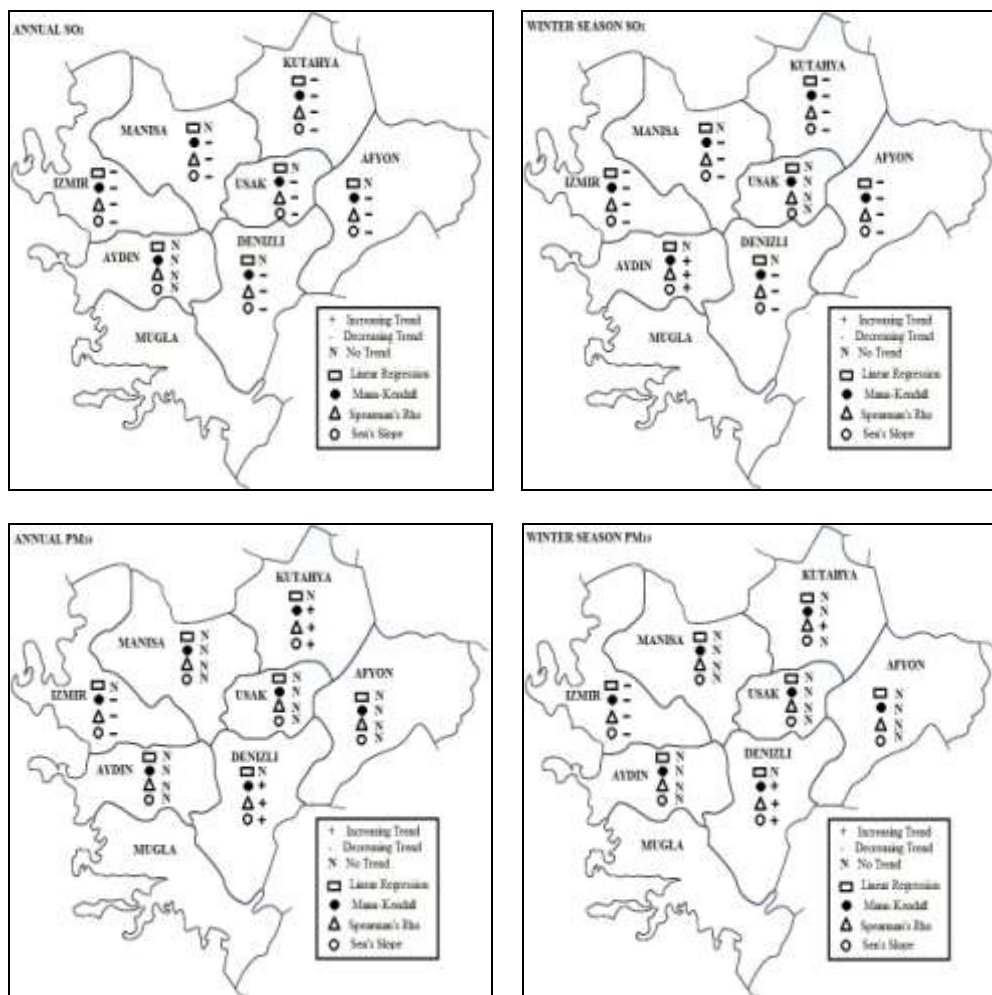 ANNUAL SO2
KUTAHYA
-
-
-
-
MANISA
N
-
-
-
IZMIR
-
-
-
-
USAK
N
-
-
-
AFYON
N
-
-
-
AYDIN
N
N
N
N
DENIZLI
N
-
-
-
MUGLA
+ Increasing Trend
- Decreasing Trend
N No Trend
Linear Regression
Mann-Kendall
Spearman's Rho
Sen's Slope
WINTER SEASON SO2
KUTAHYA
-
-
-
-
MANISA
N
-
-
-
IZMIR
-
-
-
-
USAK
N
N
N
N
AFYON
-
-
-
-
AYDIN
N
+
+
+
DENIZLI
N
-
-
-
MUGLA
+ Increasing Trend
- Decreasing Trend
N No Trend
Linear Regression
Mann-Kendall
Spearman's Rho
Sen's Slope
ANNUAL PM10
KUTAHYA
N
+
+
+
MANISA
N
N
N
N
IZMIR
N
-
-
-
USAK
N
N
N
N
AFYON
N
N
N
N
AYDIN
N
N
N
N
DENIZLI
N
+
+
+
MUGLA
+ Increasing Trend
- Decreasing Trend
N No Trend
Linear Regression
Mann-Kendall
Spearman's Rho
Sen's Slope
WINTER SEASON PM10
KUTAHYA
N
N
+
N
MANISA
N
N
N
N
IZMIR
-
-
-
-
USAK
N
N
N
N
AFYON
N
N
N
N
AYDIN
N
N
N
N
DENIZLI
N
+
+
+
MUGLA
+ Increasing Trend
- Decreasing Trend
N No Trend
Linear Regression
Mann-Kendall
Spearman's Rho
Sen's Slope